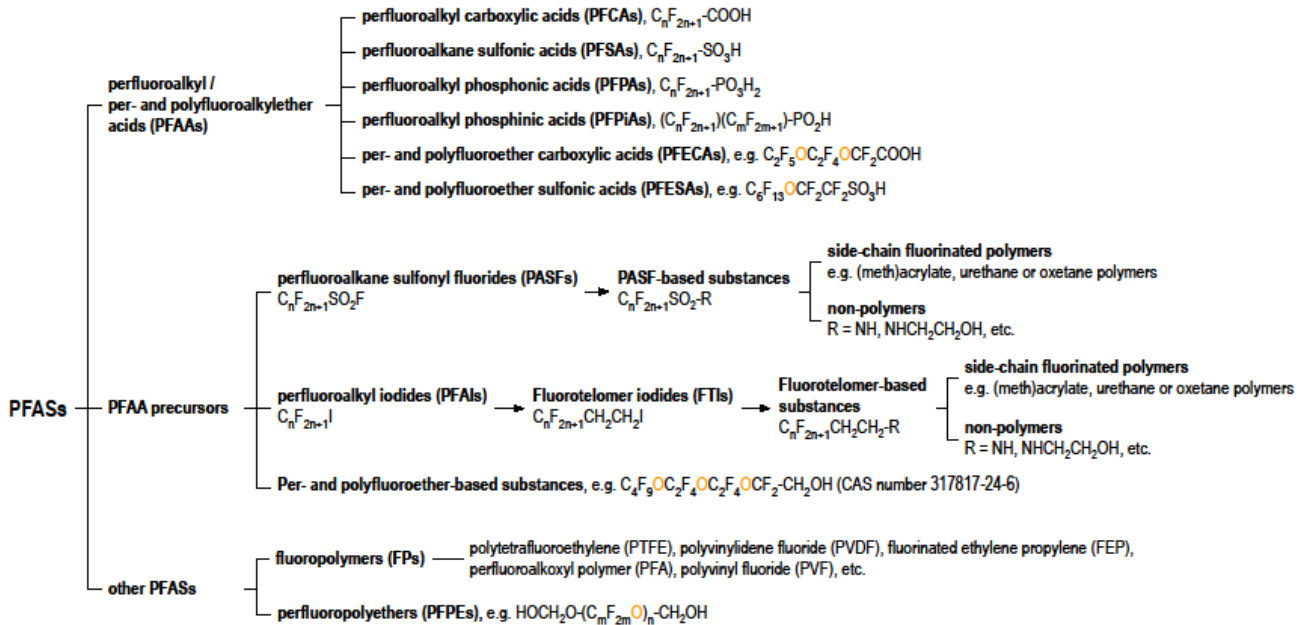 perfluoroalkyl carboxylic acids (PFCAs), CₙF₂ₙ₊₁-COOH
perfluoroalkane sulfonic acids (PFSAs), CₙF₂ₙ₊₁-SO₃H
perfluoroalkyl /
per- and polyfluoroalkylether
acids (PFAAs)
perfluoroalkyl phosphonic acids (PFPAs), CₙF₂ₙ₊₁-PO₃H₂
perfluoroalkyl phosphinic acids (PFPiAs), (CₙF₂ₙ₊₁)(CₘF₂ₘ₊₁)-PO₂H
per- and polyfluoroether carboxylic acids (PFECAs), e.g. C₂F₅OC₂F₄OCF₂COOH
per- and polyfluoroether sulfonic acids (PFESAs), e.g. C₆F₁₃OCF₂CF₂SO₃H
PFASs
PFAA precursors
perfluoroalkane sulfonyl fluorides (PASFs)
CₙF₂ₙ₊₁SO₂F
PASF-based substances
CₙF₂ₙ₊₁SO₂-R
side-chain fluorinated polymers
e.g. (meth)acrylate, urethane or oxetane polymers
non-polymers
R = NH, NHCH₂CH₂OH, etc.
perfluoroalkyl iodides (PFAIs)
CₙF₂ₙ₊₁I
Fluorotelomer iodides (FTIs)
CₙF₂ₙ₊₁CH₂CH₂I
Fluorotelomer-based
substances
CₙF₂ₙ₊₁CH₂CH₂-R
side-chain fluorinated polymers
e.g. (meth)acrylate, urethane or oxetane polymers
non-polymers
R = NH, NHCH₂CH₂OH, etc.
Per- and polyfluoroether-based substances, e.g. C₄F₉OC₂F₄OC₂F₄OCF₂-CH₂OH (CAS number 317817-24-6)
other PFASs
fluoropolymers (FPs)
polytetrafluoroethylene (PTFE), polyvinylidene fluoride (PVDF), fluorinated ethylene propylene (FEP),
perfluoroalkoxyl polymer (PFA), polyvinyl fluoride (PVF), etc.
perfluoropolyethers (PFPEs), e.g. HOCH₂O-(CₘF₂ₘO)ₙ-CH₂OH